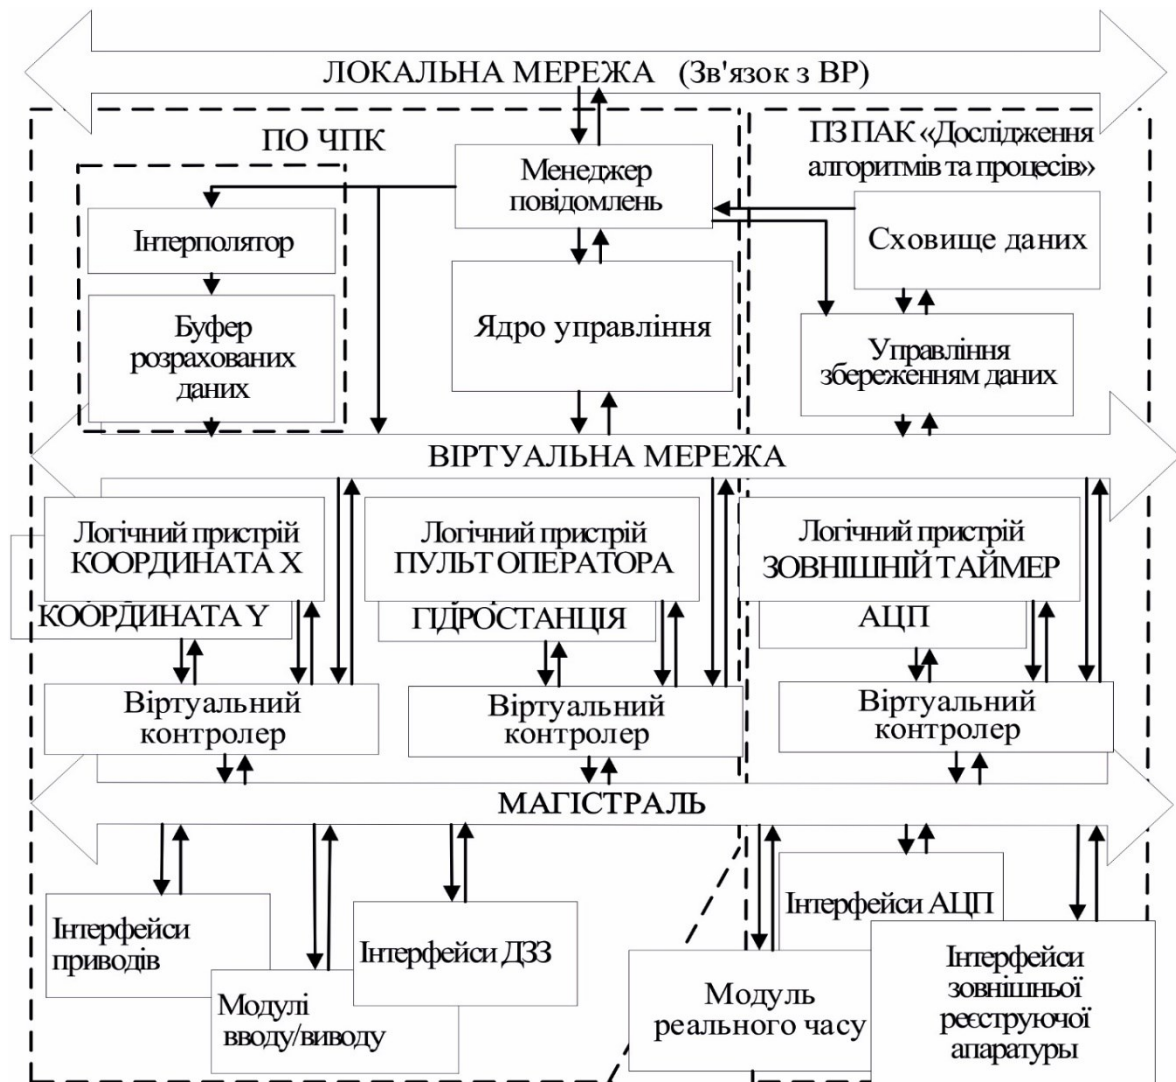 ЛОКАЛЬНА МЕРЕЖА (Зв'язок з ВР)
ПО ЧПК
ПЗ ПАК «Дослідження
алгоритмів та процесів»
Менеджер
повідомлень
Інтерполятор
Сховище даних
Буфер
розрахованих
даних
Ядро управління
Управління
збереженням даних
ВІРТУАЛЬНА МЕРЕЖА
Логічний пристрій
КООРДИНАТА X
КООРДИНАТА Y
Логічний пристрій
ПУЛЬТ ОПЕРАТОРА
ГІДРОСТАНЦІЯ
Логічний пристрій
ЗОВНІШНІЙ ТАЙМЕР
АЦП
Віртуальний
контролер
Віртуальний
контролер
Віртуальний
контролер
МАГІСТРАЛЬ
Інтерфейси
приводів
Модулі
вводу/виводу
Інтерфейси ДЗЗ
Інтерфейси АЦП
Модуль
реального часу
Інтерфейси
зовнішньої
реєструючої
апаратуры